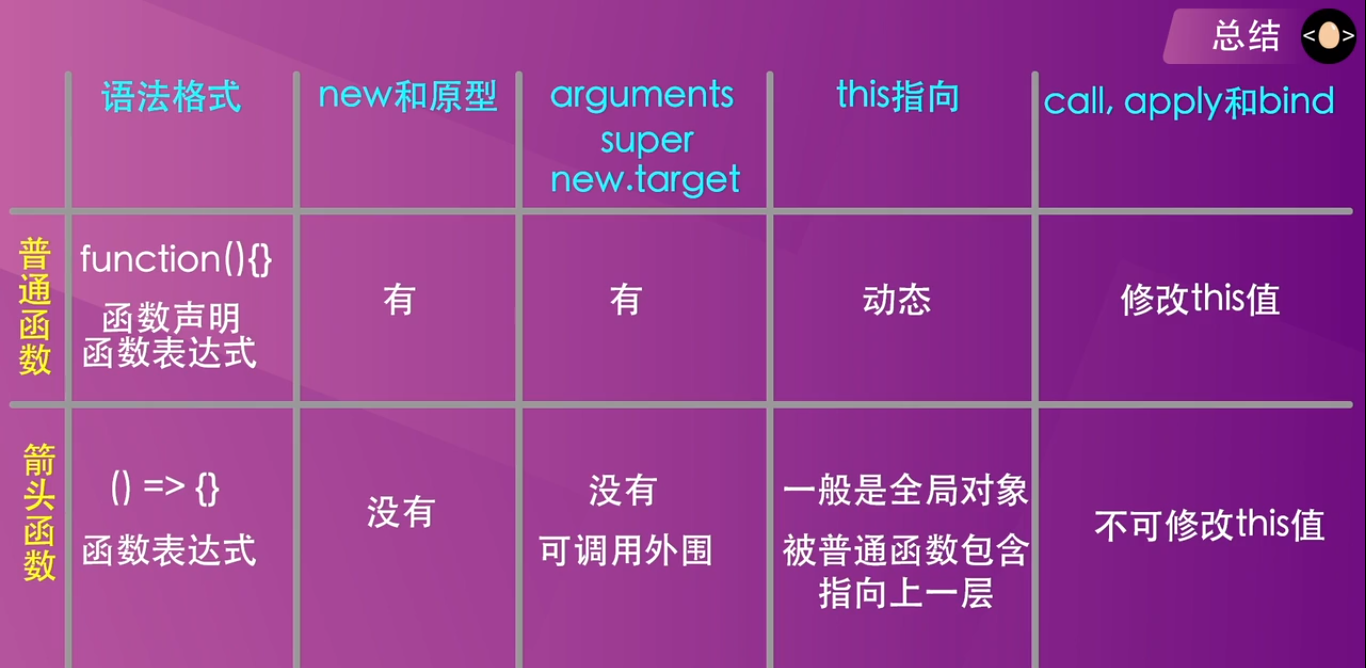 总结 <>
语法格式
new和原型
arguments
super
new.target
this指向
call, apply和bind
普通函数
function(){}
函数声明
函数表达式
有
有
动态
修改this值
箭头函数
() => {}
函数表达式
没有
没有
可调用外围
一般是全局对象
被普通函数包含
指向上一层
不可修改this值